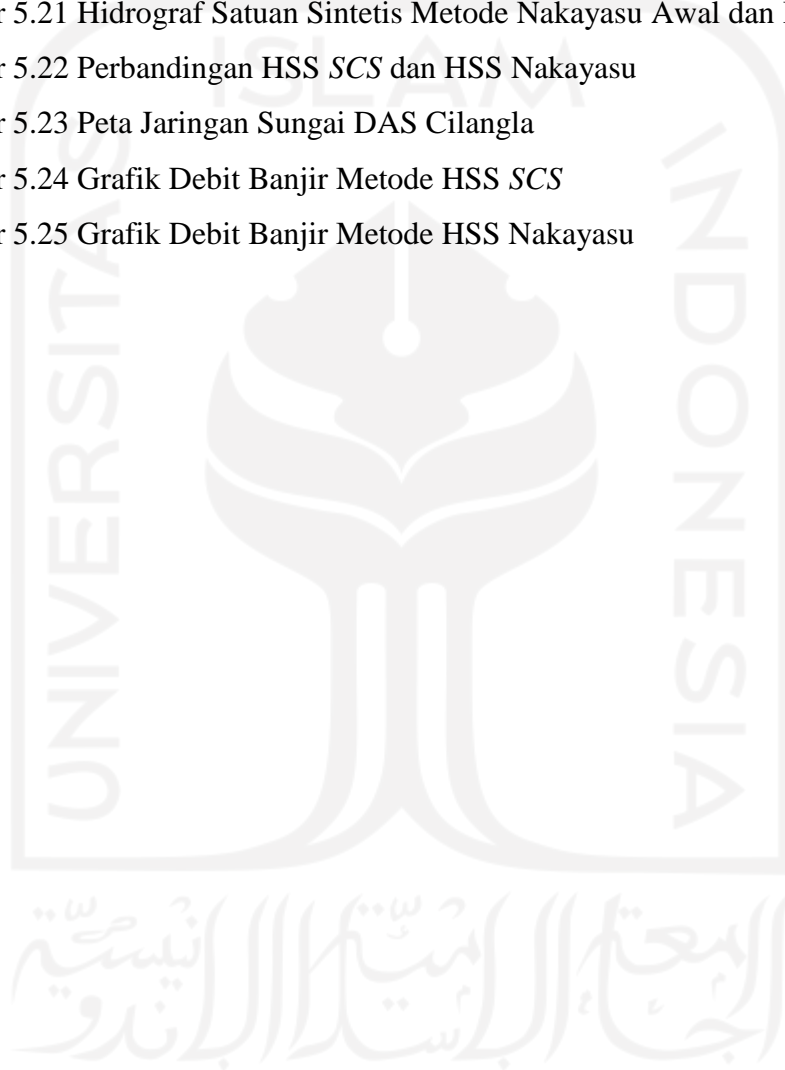 r 5.21 Hidrograf Satuan Sintetis Metode Nakayasu Awal dan
r 5.22 Perbandingan HSS SCS dan HSS Nakayasu
r 5.23 Peta Jaringan Sungai DAS Cilangla
r 5.24 Grafik Debit Banjir Metode HSS SCS
r 5.25 Grafik Debit Banjir Metode HSS Nakayasu
ISLAM
UNIVERSITAS
INDONESIA